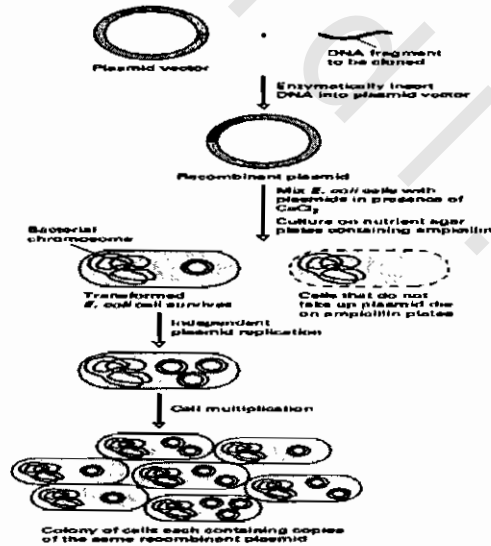 Plasmid vector
+
DNA fragment
to be cloned
Enzymatically insert
DNA into plasmid vector
Recombinant plasmid
Mix E. coli cells with
plasmids in presence of
CaCl₂
Culture on nutrient agar
plates containing ampicillin
Bacterial
chromosome
Transformed
E. coli cell survives
Cells that do not
take up plasmid die
on ampicillin plates
Independent
plasmid replication
Cell multiplication
Colony of cells each containing copies
of the same recombinant plasmid